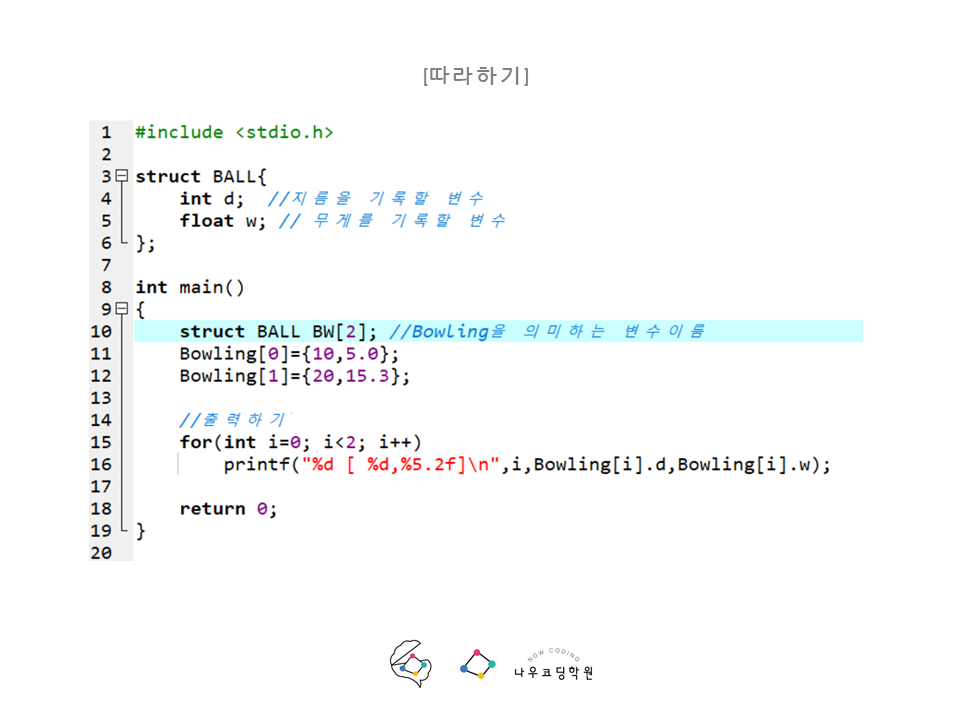 [따라하기]
1 #include <stdio.h>
2
3 struct BALL{
4 int d; //지름을 기록할 변수
5 float w; // 무게를 기록할 변수
6 };
7
8 int main()
9 {
10 struct BALL BW[2]; //Bowling을 의미하는 변수이름
11 Bowling[0]={10,5.0};
12 Bowling[1]={20,15.3};
13
14 //출력하기
15 for(int i=0; i<2; i++)
16 printf("%d [ %d,%5.2f]\n",i,Bowling[i].d,Bowling[i].w);
17
18 return 0;
19 }
20
NOW CODING
나우코딩학원